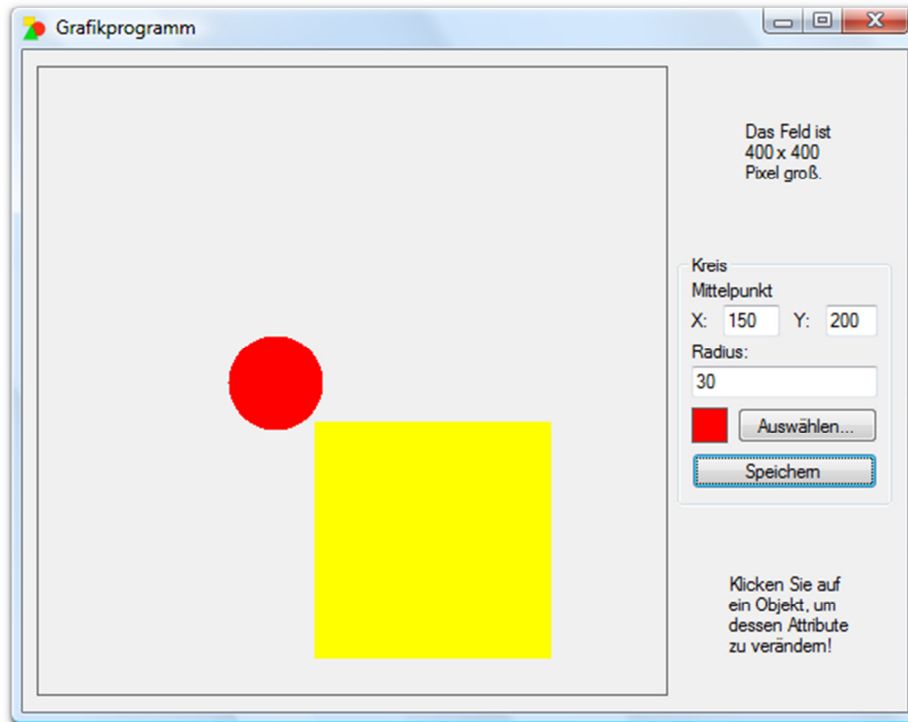 Grafikprogramm
Das Feld ist
400 x 400
Pixel groß.
Kreis
Mittelpunkt
X: 150 Y: 200
Radius:
30
Auswählen...
Speichern
Klicken Sie auf
ein Objekt, um
dessen Attribute
zu verändern!